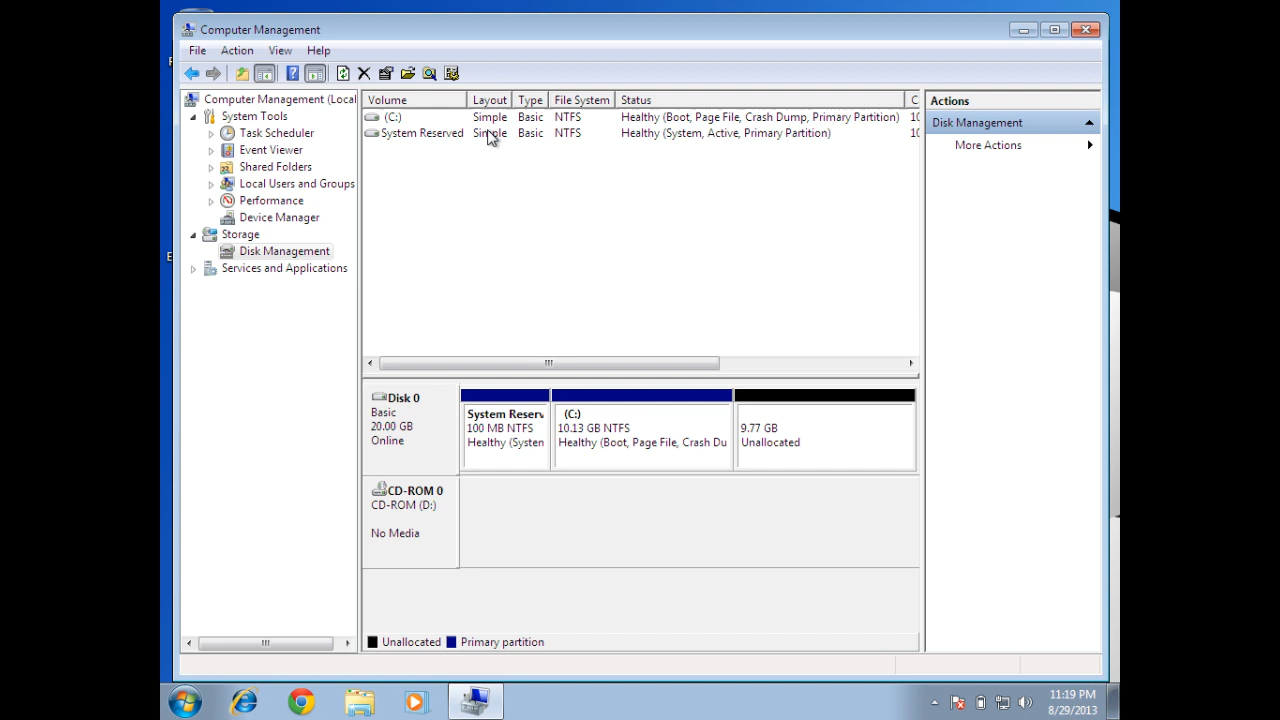 Computer Management
File Action View Help
Computer Management (Local
System Tools
Task Scheduler
Event Viewer
Shared Folders
Local Users and Groups
Performance
Device Manager
Storage
Disk Management
Services and Applications
Volume Layout Type File System Status C
(C:) Simple Basic NTFS Healthy (Boot, Page File, Crash Dump, Primary Partition) 10
System Reserved Simple Basic NTFS Healthy (System, Active, Primary Partition) 10
Disk 0
Basic
20.00 GB
Online
System Reserv
100 MB NTFS
Healthy (System
(C:)
10.13 GB NTFS
Healthy (Boot, Page File, Crash Du
9.77 GB
Unallocated
CD-ROM 0
CD-ROM (D:)
No Media
Unallocated Primary partition
Actions
Disk Management
More Actions
11:19 PM
8/29/2013